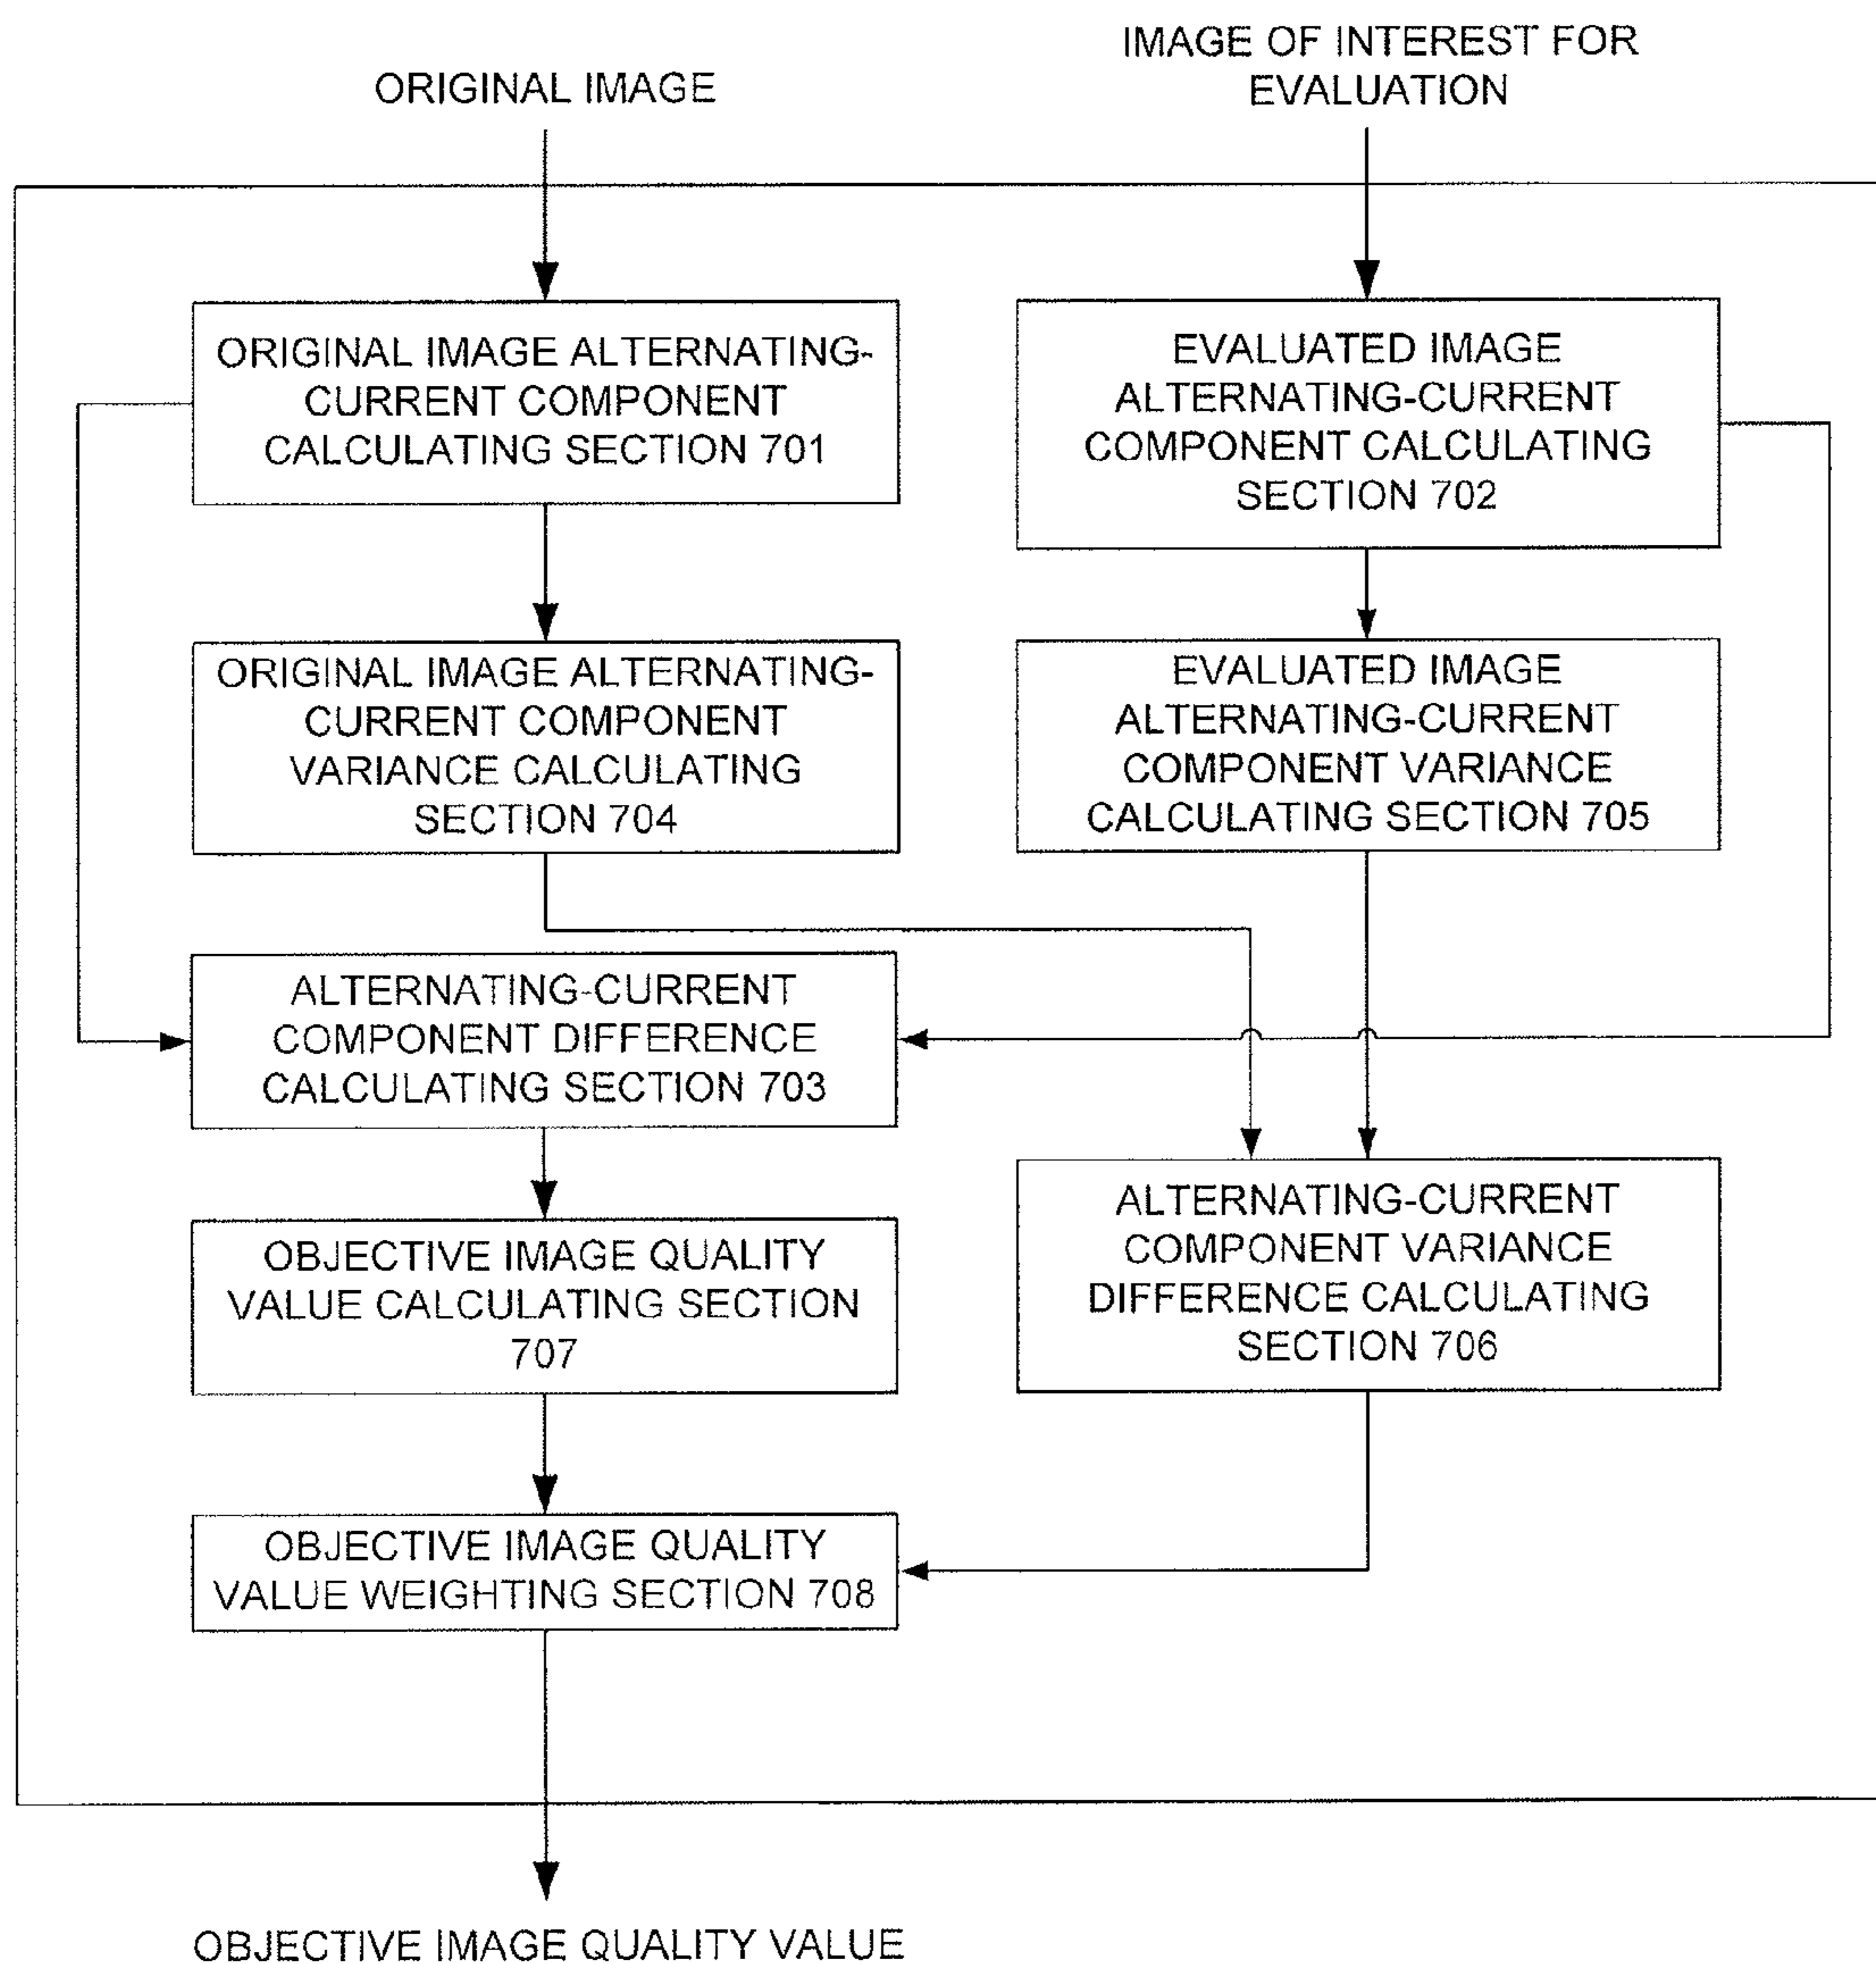 ORIGINAL IMAGE
IMAGE OF INTEREST FOR
EVALUATION
ORIGINAL IMAGE ALTERNATING-
CURRENT COMPONENT
CALCULATING SECTION 701
EVALUATED IMAGE
ALTERNATING-CURRENT
COMPONENT CALCULATING
SECTION 702
ORIGINAL IMAGE ALTERNATING-
CURRENT COMPONENT
VARIANCE CALCULATING
SECTION 704
EVALUATED IMAGE
ALTERNATING-CURRENT
COMPONENT VARIANCE
CALCULATING SECTION 705
ALTERNATING-CURRENT
COMPONENT DIFFERENCE
CALCULATING SECTION 703
ALTERNATING-CURRENT
COMPONENT VARIANCE
DIFFERENCE CALCULATING
SECTION 706
OBJECTIVE IMAGE QUALITY
VALUE CALCULATING SECTION
707
OBJECTIVE IMAGE QUALITY
VALUE WEIGHTING SECTION 708
OBJECTIVE IMAGE QUALITY VALUE